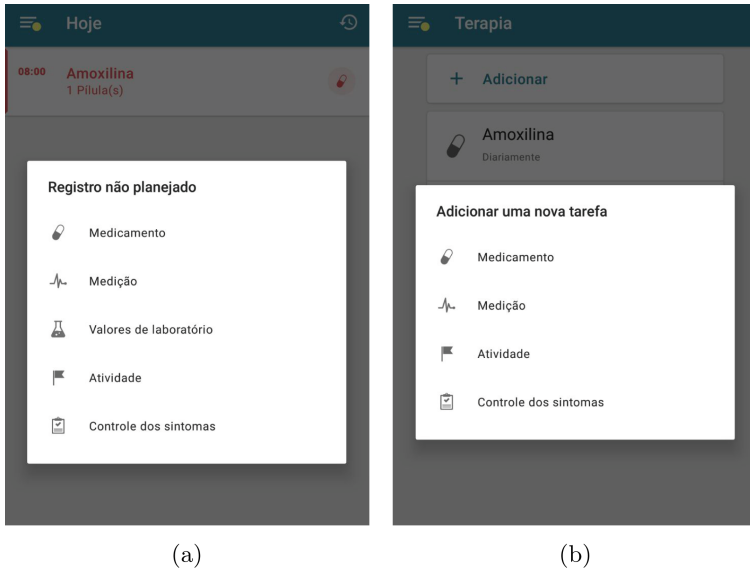 Hoje
08:00 Amoxilina
1 Pílula(s)
Registro não planejado
Medicamento
Medição
Valores de laboratório
Atividade
Controle dos sintomas
(a)
Terapia
+ Adicionar
Amoxilina
Diariamente
Adicionar uma nova tarefa
Medicamento
Medição
Atividade
Controle dos sintomas
(b)